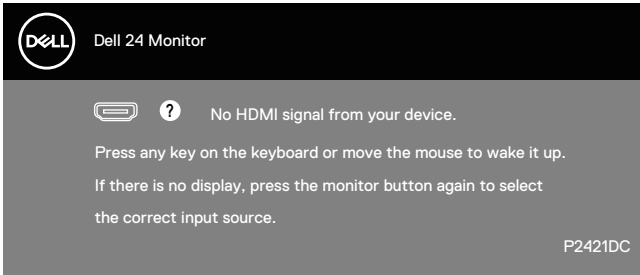 DELL
Dell 24 Monitor
? No HDMI signal from your device.
Press any key on the keyboard or move the mouse to wake it up.
If there is no display, press the monitor button again to select
the correct input source.
P2421DC